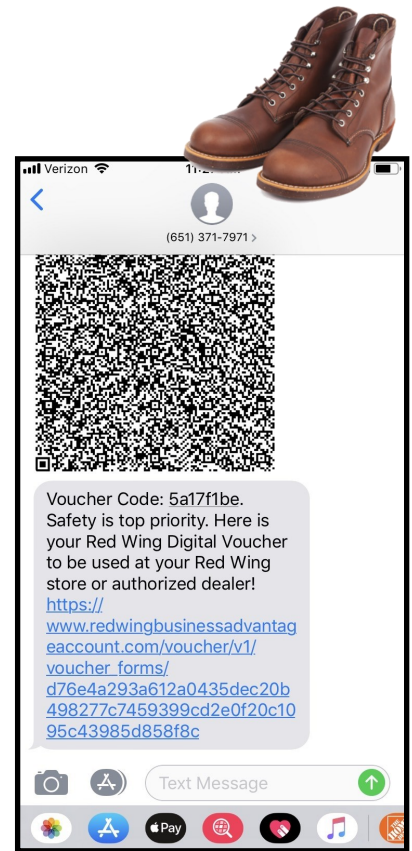 Verizon
(651) 371-7971 >
Voucher Code: 5a17f1be.
Safety is top priority. Here is
your Red Wing Digital Voucher
to be used at your Red Wing
store or authorized dealer!
https://
www.redwingbusinessadvantag
eaccount.com/voucher/v1/
voucher_forms/
d76e4a293a612a0435dec20b
498277c7459399cd2e0f20c10
95c43985d858f8c
Text Message
Pay